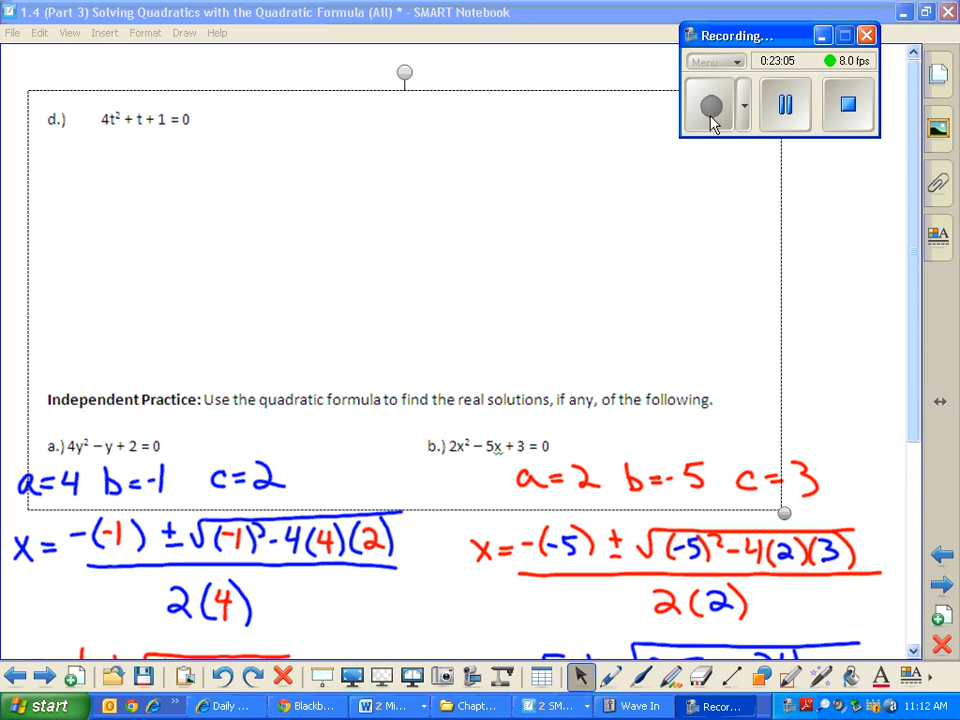 1.4 (Part 3) Solving Quadratics with the Quadratic Formula (All) * - SMART Notebook
File Edit View Insert Format Draw Help
Recording...
Menu 0:23:05 8.0 fps
d.) 4t² + t + 1 = 0
Independent Practice: Use the quadratic formula to find the real solutions, if any, of the following.
a.) 4y² – y + 2 = 0 b.) 2x² – 5x + 3 = 0
a=4 b=-1 c=2 a=2 b=-5 c=3
x= -(-1) ± √(-1)²-4(4)(2) x= -(-5) ± √(-5)²-4(2)(3)
2(4) 2(2)
start Daily ... Blackb... 2 Mi... Chapt... 2 SM... Wave In Recor... 11:12 AM